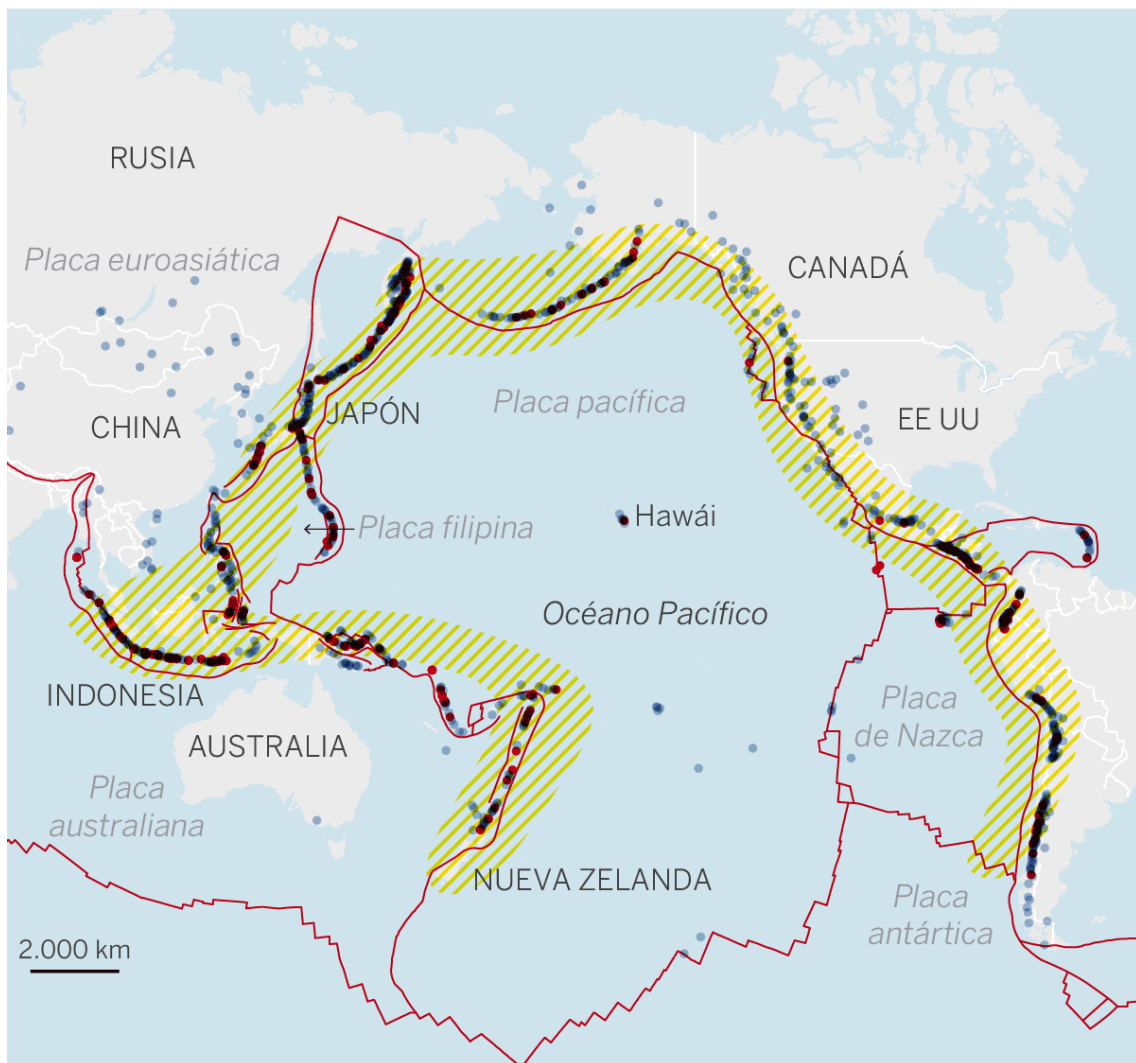 RUSIA
Placa euroasiática
CANADÁ
CHINA
JAPÓN
Placa pacífica
EE UU
Placa filipina
Hawái
Océano Pacífico
INDONESIA
AUSTRALIA
Placa
de Nazca
Placa
australiana
NUEVA ZELANDA
Placa
antártica
2.000 km